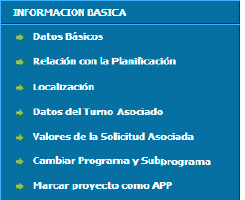 INFORMACION BASICA
Datos Básicos
Relación con la Planificación
Localización
Datos del Turno Asociado
Valores de la Solicitud Asociada
Cambiar Programa y Subprograma
Marcar proyecto como APP